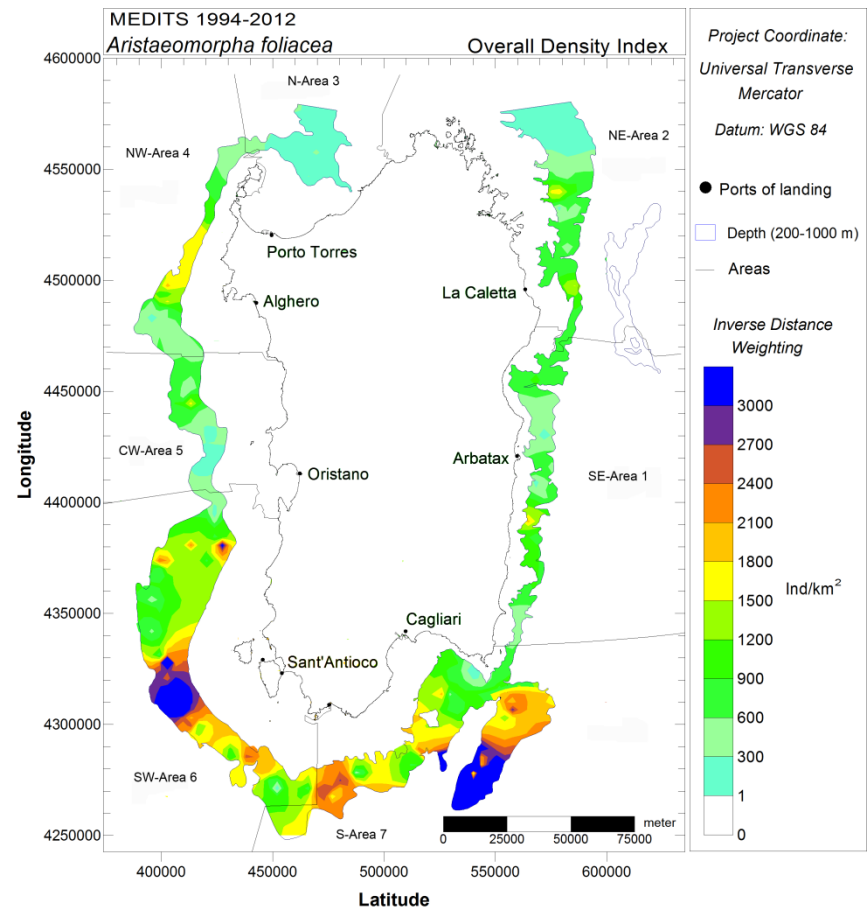 MEDITS 1994-2012
Aristaeomorpha foliacea
Overall Density Index
4600000
4550000
4500000
4450000
4400000
4350000
4300000
4250000
Longitude
400000
450000
500000
550000
600000
Latitude
N-Area 3
NE-Area 2
NW-Area 4
Porto Torres
La Caletta
Alghero
CW-Area 5
Oristano
Arbatax
SE-Area 1
Cagliari
Sant'Antioco
SW-Area 6
S-Area 7
meter
0
25000
50000
75000
Project Coordinate:
Universal Transverse
Mercator
Datum: WGS 84
Ports of landing
Depth (200-1000 m)
Areas
Inverse Distance
Weighting
3000
2700
2400
2100
1800
1500
1200
900
600
300
1
0
Ind/km²